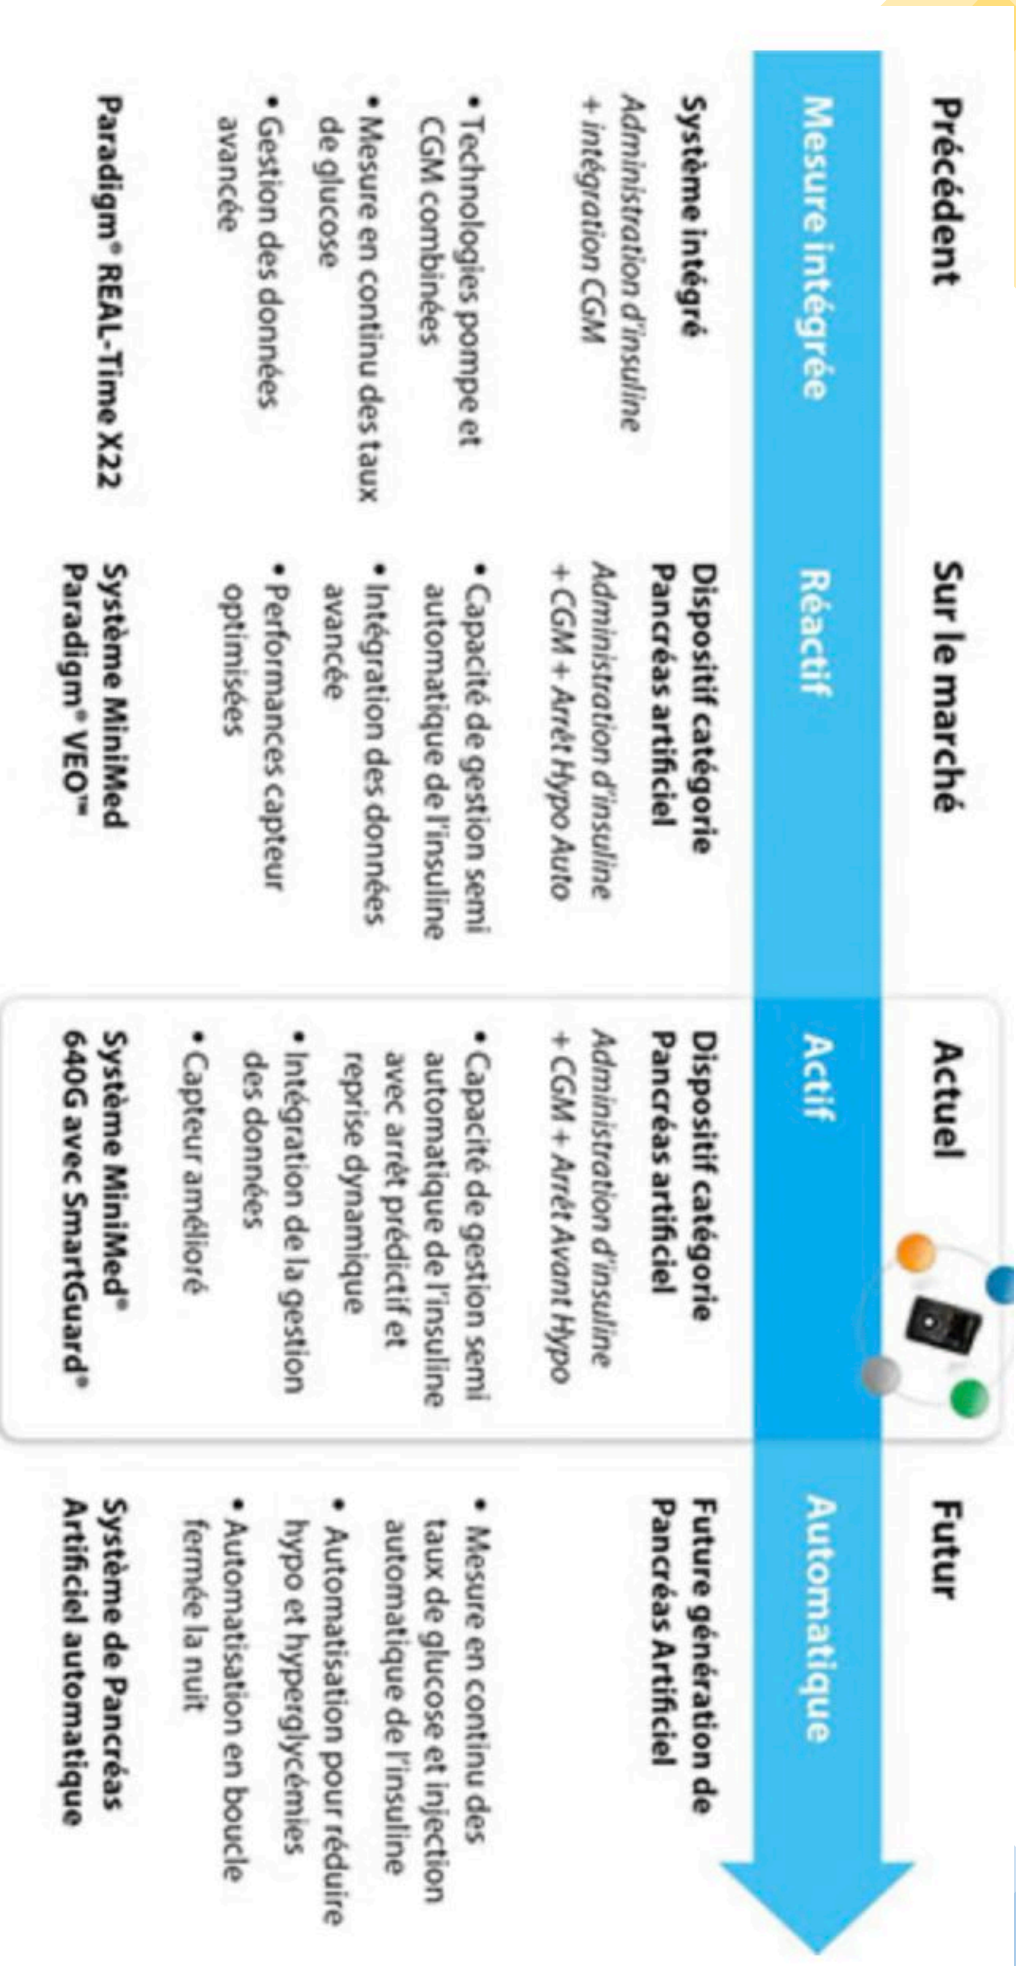 Précédent
Mesure intégrée
Système intégré
Administration d'insuline
+ intégration CGM
• Technologies pompe et
CGM combinées
• Mesure en continu des taux
de glucose
• Gestion des données
avancée
Paradigm® REAL-Time X22
Sur le marché
Réactif
Dispositif catégorie
Pancréas artificiel
Administration d'insuline
+ CGM + Arrêt Hypo Auto
• Capacité de gestion semi
automatique de l'insuline
• Intégration des données
avancée
• Performances capteur
optimisées
Système MiniMed
Paradigm® VEO™
Actuel
Actif
Dispositif catégorie
Pancréas artificiel
Administration d'insuline
+ CGM + Arrêt Avant Hypo
• Capacité de gestion semi
automatique de l'insuline
avec arrêt prédictif et
reprise dynamique
• Intégration de la gestion
des données
• Capteur amélioré
Système MiniMed®
640G avec SmartGuard®
Futur
Automatique
Future génération de
Pancréas Artificiel
• Mesure en continu des
taux de glucose et injection
automatique de l'insuline
• Automatisation pour réduire
hypo et hyperglycémies
• Automatisation en boucle
fermée la nuit
Système de Pancréas
Artificiel automatique